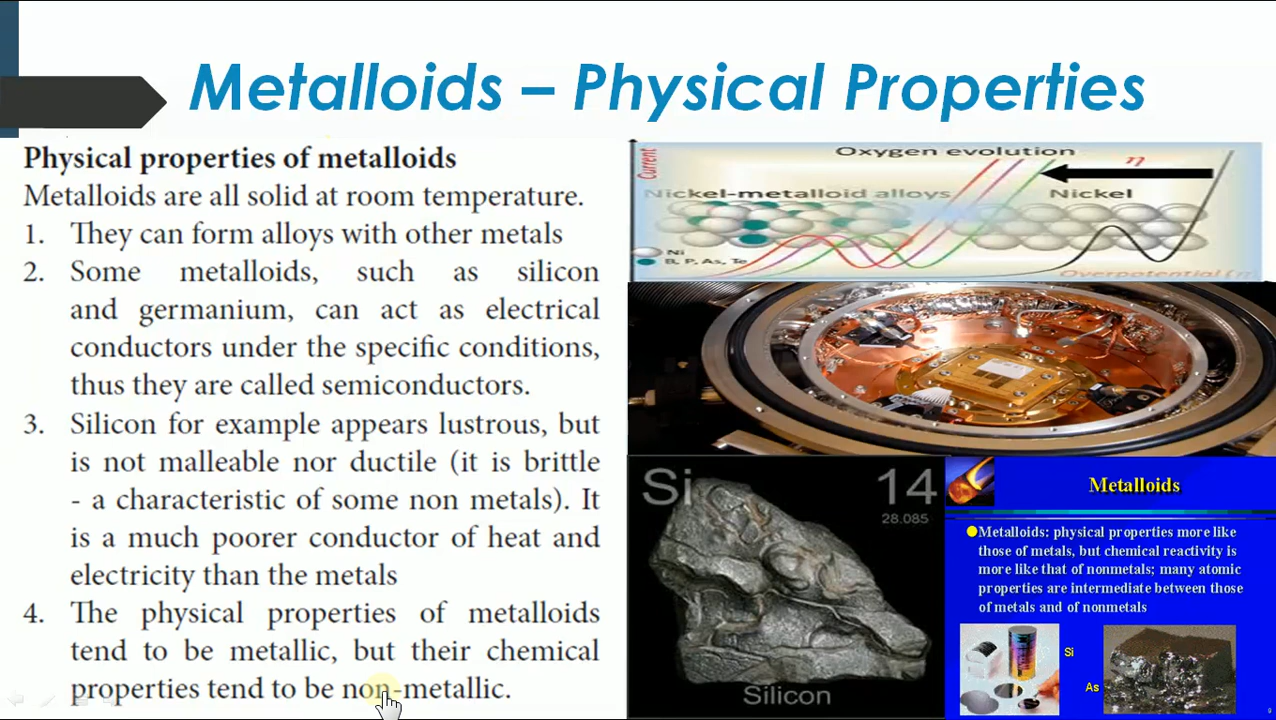 Metalloids – Physical Properties
Physical properties of metalloids
Metalloids are all solid at room temperature.
1. They can form alloys with other metals
2. Some metalloids, such as silicon
and germanium, can act as electrical
conductors under the specific conditions,
thus they are called semiconductors.
3. Silicon for example appears lustrous, but
is not malleable nor ductile (it is brittle
- a characteristic of some non metals). It
is a much poorer conductor of heat and
electricity than the metals
4. The physical properties of metalloids
tend to be metallic, but their chemical
properties tend to be non-metallic.
Current
Oxygen evolution
η
Nickel-metalloid alloys
Nickel
Ni
B, P, As, Te
Overpotential (η
Si
14
28.085
Silicon
Metalloids
Metalloids: physical properties more like
those of metals, but chemical reactivity is
more like that of nonmetals; many atomic
properties are intermediate between those
of metals and of nonmetals
Si
As
9